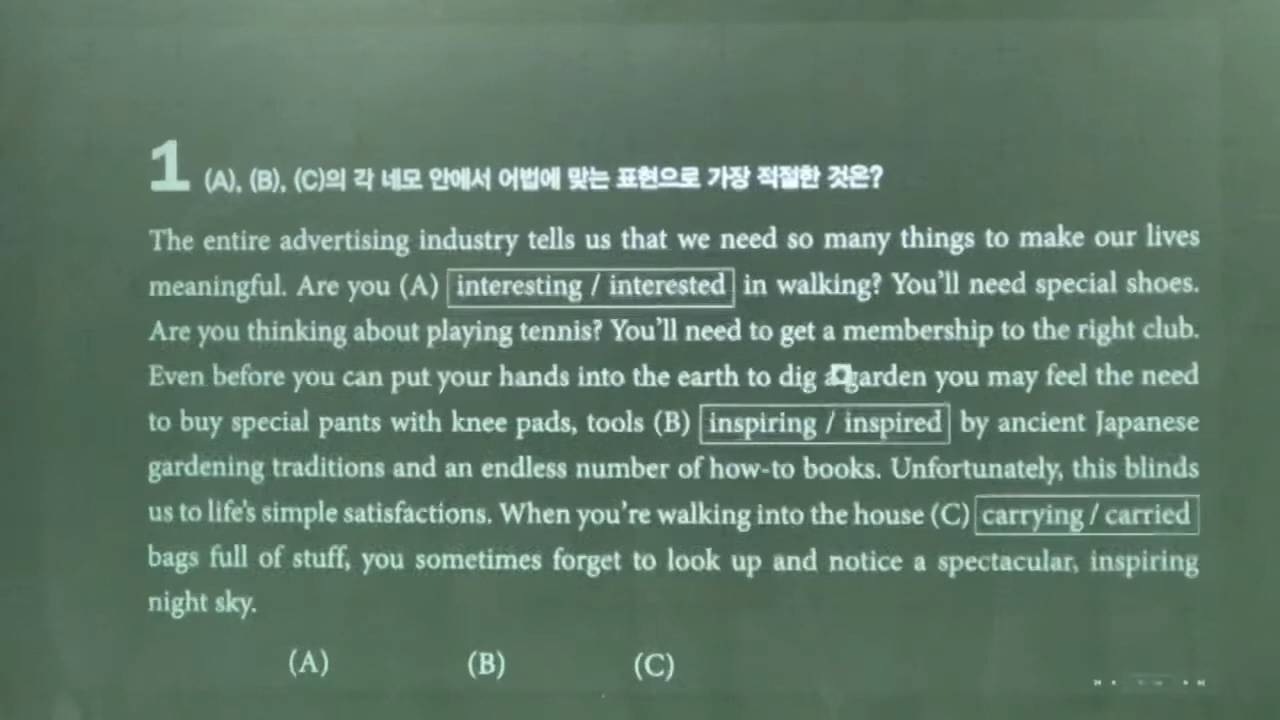 1 (A), (B), (C)의 각 네모 안에서 어법에 맞는 표현으로 가장 적절한 것은?
The entire advertising industry tells us that we need so many things to make our lives
meaningful. Are you (A) interesting / interested in walking? You'll need special shoes.
Are you thinking about playing tennis? You'll need to get a membership to the right club.
Even before you can put your hands into the earth to dig a garden you may feel the need
to buy special pants with knee pads, tools (B) inspiring / inspired by ancient Japanese
gardening traditions and an endless number of how-to books. Unfortunately, this blinds
us to life's simple satisfactions. When you're walking into the house (C) carrying / carried
bags full of stuff, you sometimes forget to look up and notice a spectacular, inspiring
night sky.
(A) (B) (C)